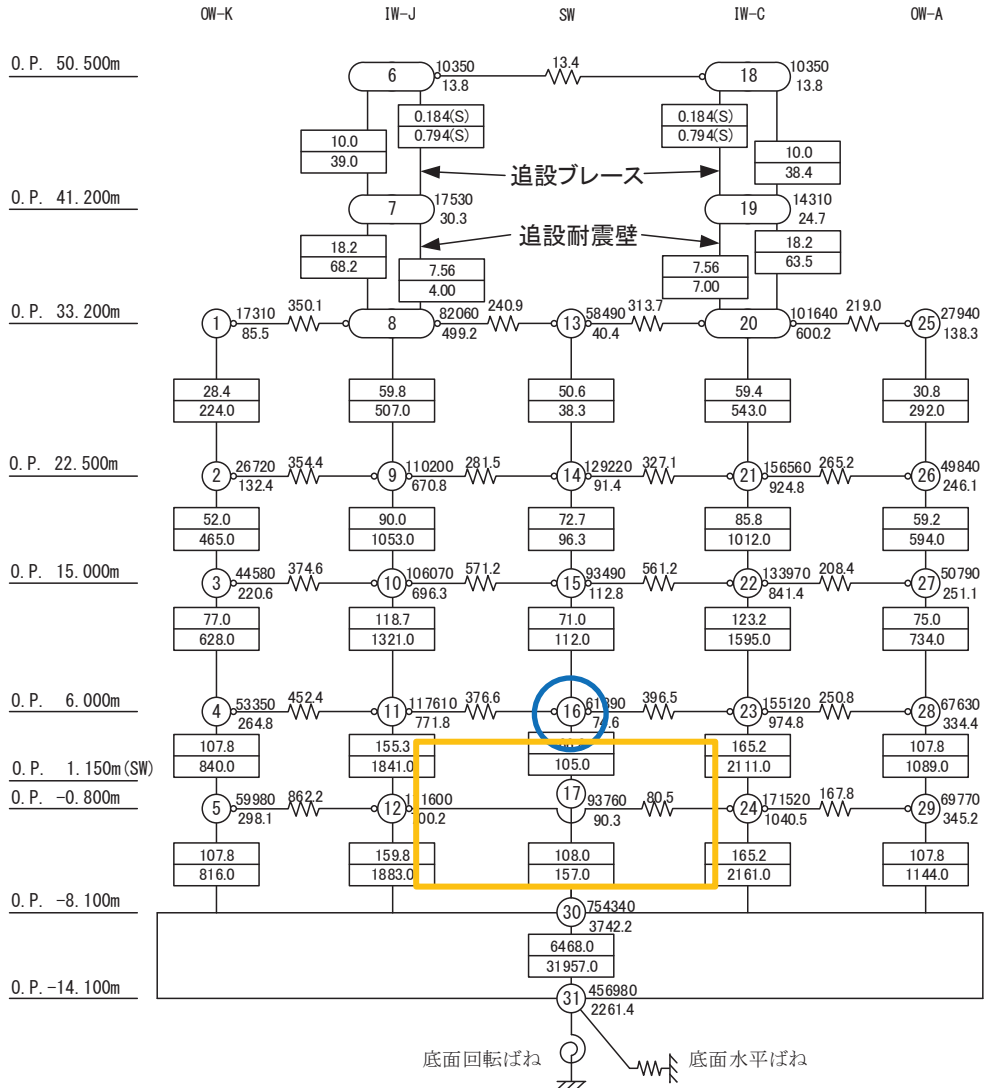 OW-K IW-J SW IW-C OW-A
O.P. 50.500m 6 10350 13.4 18 10350
13.8 13.8
0.184(S) 0.184(S)
0.794(S) 0.794(S)
10.0 10.0
39.0 38.4
追設ブレース
O.P. 41.200m 7 17530 19 14310
30.3 24.7
追設耐震壁
18.2 18.2
68.2 63.5
7.56 7.56
4.00 7.00
O.P. 33.200m 1 17310 350.1 8 82060 240.9 13 58490 313.7 20 101640 219.0 25 27940
85.5 499.2 40.4 600.2 138.3
28.4 59.8 50.6 59.4 30.8
224.0 507.0 38.3 543.0 292.0
O.P. 22.500m 2 26720 354.4 9 110200 281.5 14 129220 327.1 21 156560 265.2 26 49840
132.4 670.8 91.4 924.8 246.1
52.0 90.0 72.7 85.8 59.2
465.0 1053.0 96.3 1012.0 594.0
O.P. 15.000m 3 44580 374.6 10 106070 571.2 15 93490 561.2 22 133970 208.4 27 50790
220.6 696.3 112.8 841.4 251.1
77.0 118.7 71.0 123.2 75.0
628.0 1321.0 112.0 1595.0 734.0
O.P. 6.000m 4 53350 452.4 11 117610 376.6 16 396.5 23 155120 250.8 28 67630
264.8 771.8 974.8 334.4
107.8 155.3 165.2 107.8
840.0 1841.0 105.0 2111.0 1089.0
O.P. 1.150m(SW) 17
O.P. -0.800m 5 59980 862.2 12 93760 80.5 24 171520 167.8 29 69770
298.1 90.3 1040.5 345.2
107.8 159.8 108.0 165.2 107.8
816.0 1883.0 157.0 2161.0 1144.0
O.P. -8.100m 30 754340
3742.2
6468.0
31957.0
O.P.-14.100m 31 456980
2261.4
底面回転ばね 底面水平ばね